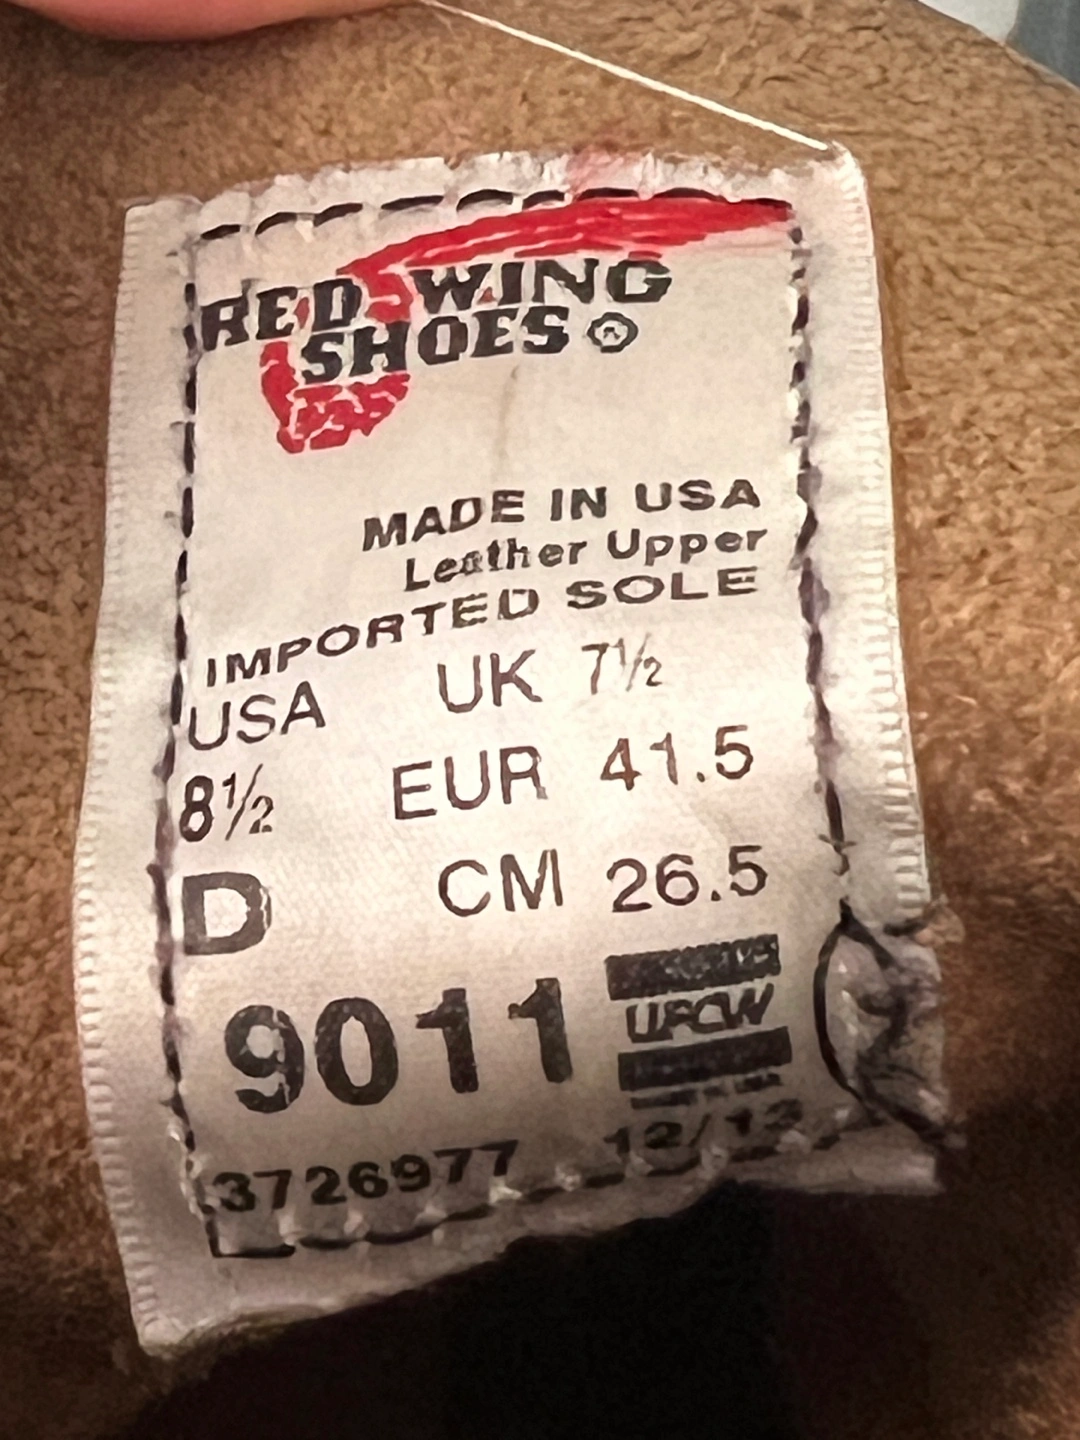 RED WING
SHOES ®
MADE IN USA
Leather Upper
IMPORTED SOLE
USA UK 7½
8½ EUR 41.5
D CM 26.5
9011
UFCW
3726977 12/13